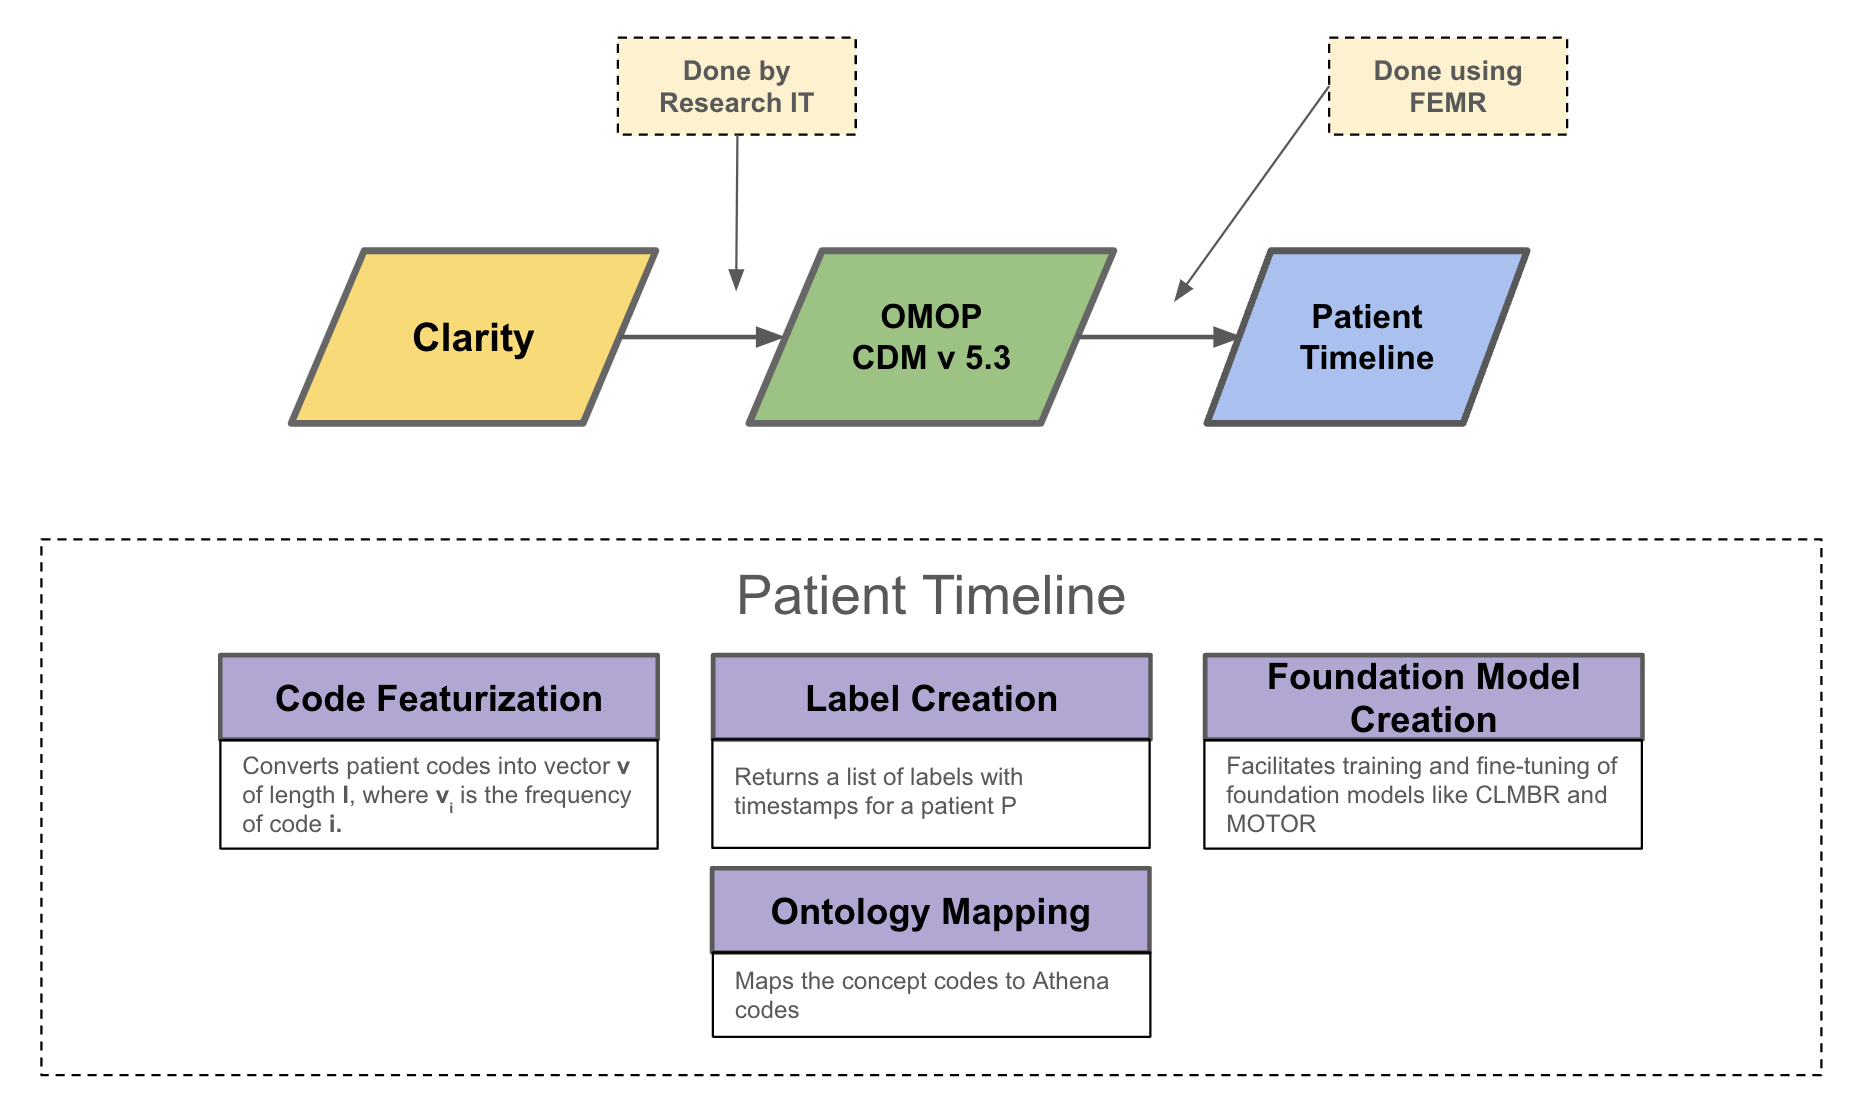 Done by
Research IT
Done using
FEMR
Clarity
OMOP
CDM v 5.3
Patient
Timeline
Patient Timeline
Code Featurization
Converts patient codes into vector v
of length l, where vi is the frequency
of code i.
Label Creation
Returns a list of labels with
timestamps for a patient P
Foundation Model
Creation
Facilitates training and fine-tuning of
foundation models like CLMBR and
MOTOR
Ontology Mapping
Maps the concept codes to Athena
codes